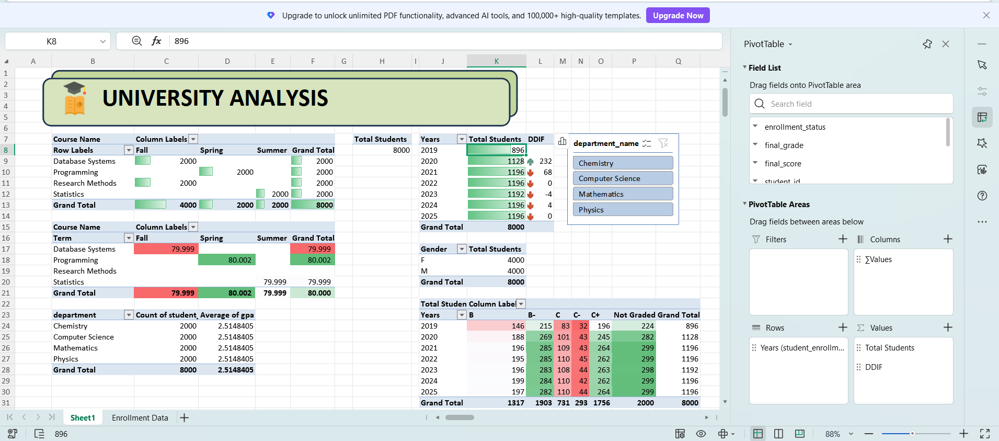 Upgrade to unlock unlimited PDF functionality, advanced AI tools, and 100,000+ high-quality templates. Upgrade Now
K8 fx 896
PivotTable
A B C D E F G H I J K L M N O P Q
Field List
Drag fields onto PivotTable area
Search field
enrollment_status
final_grade
final_score
student_id
1
2
3
4
5
6
UNIVERSITY ANALYSIS
7 Course Name Column Labels Total Students Years Total Students DDIF
8 Row Labels Fall Spring Summer Grand Total 8000 2019 896
9 Database Systems 2000 2000 2020 1128 232
10 Programming 2000 2000 2021 1196 68
11 Research Methods 2000 2000 2022 1196 0
12 Statistics 2000 2000 2023 1192 -4
13 Grand Total 4000 2000 2000 8000 2024 1196 4
14 2025 1196 0
department_name
Chemistry
Computer Science
Mathematics
Physics
15 Course Name Column Labels Grand Total 8000
16 Term Fall Spring Summer Grand Total
17 Database Systems 79.999 79.999 Gender Total Students
18 Programming 80.002 80.002 F 4000
19 Research Methods M 4000
20 Statistics 79.999 79.999 Grand Total 8000
21 Grand Total 79.999 80.002 79.999 80.000
22 Total Studen Column Label
23 department Count of student_ Average of gpa Years B B- C C- C+ Not Graded Grand Total
24 Chemistry 2000 2.5148405 2019 146 215 83 32 196 224 896
25 Computer Science 2000 2.5148405 2020 188 269 101 43 245 282 1128
26 Mathematics 2000 2.5148405 2021 196 285 109 43 264 299 1196
27 Physics 2000 2.5148405 2022 195 285 110 45 262 299 1196
28 Grand Total 8000 2.5148405 2023 196 283 108 44 263 298 1192
29 2024 199 284 110 42 262 299 1196
30 2025 197 282 110 44 264 299 1196
31 Grand Total 1317 1903 731 293 1756 2000 8000
PivotTable Areas
Drag fields between areas below
Filters Columns
∑Values
Rows Values
Years (student_enrollm... Total Students
DDIF
Sheet1 Enrollment Data
896 88%